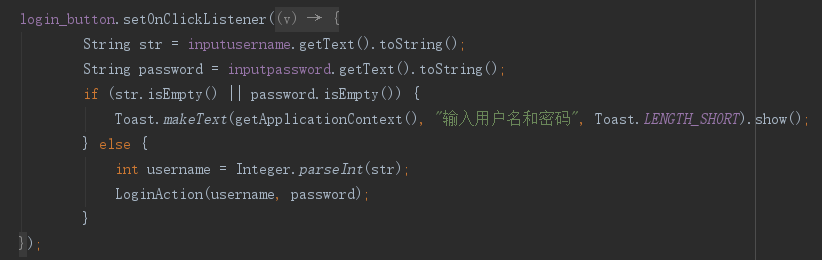 login_button.setOnClickListener((v) → {
        String str = inputusername.getText().toString();
        String password = inputpassword.getText().toString();
        if (str.isEmpty() || password.isEmpty()) {
            Toast.makeText(getApplicationContext(), "输入用户名和密码", Toast.LENGTH_SHORT).show();
        } else {
            int username = Integer.parseInt(str);
            LoginAction(username, password);
        }
});